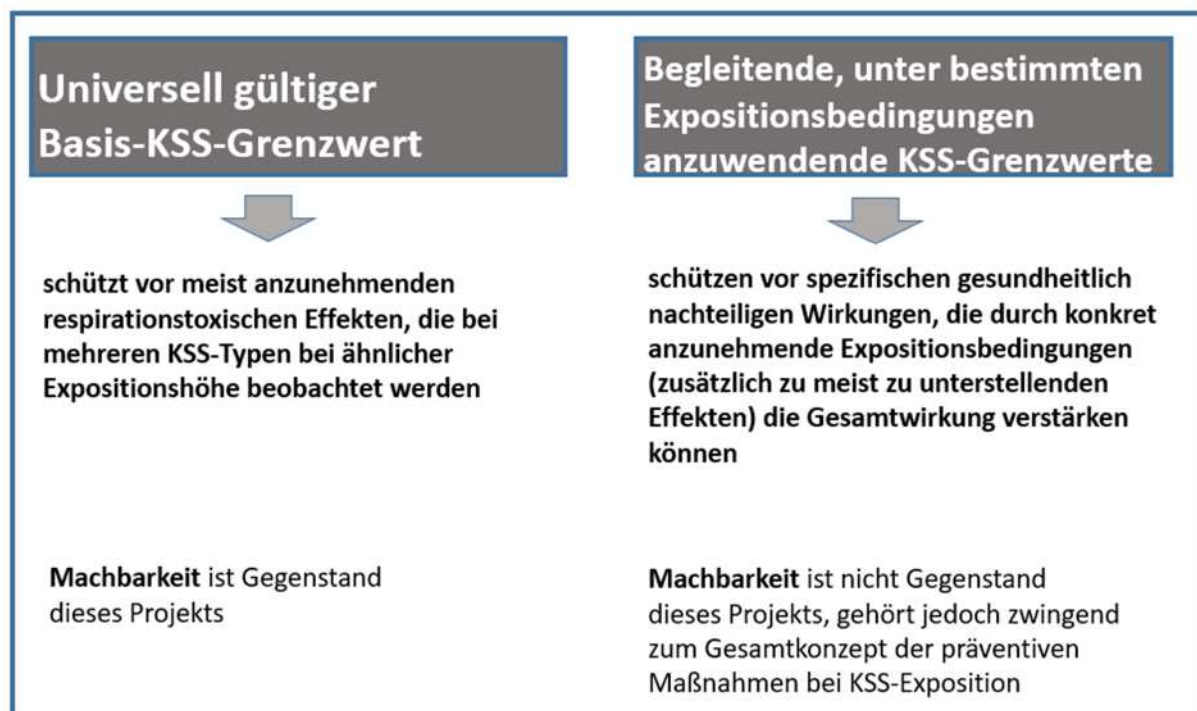 Universell gültiger
Basis-KSS-Grenzwert
schützt vor meist anzunehmenden
respirationstoxischen Effekten, die bei
mehreren KSS-Typen bei ähnlicher
Expositionshöhe beobachtet werden
Machbarkeit ist Gegenstand
dieses Projekts
Begleitende, unter bestimmten
Expositionsbedingungen
anzuwendende KSS-Grenzwerte
schützen vor spezifischen gesundheitlich
nachteiligen Wirkungen, die durch konkret
anzunehmende Expositionsbedingungen
(zusätzlich zu meist zu unterstellenden
Effekten) die Gesamtwirkung verstärken
können
Machbarkeit ist nicht Gegenstand
dieses Projekts, gehört jedoch zwingend
zum Gesamtkonzept der präventiven
Maßnahmen bei KSS-Exposition